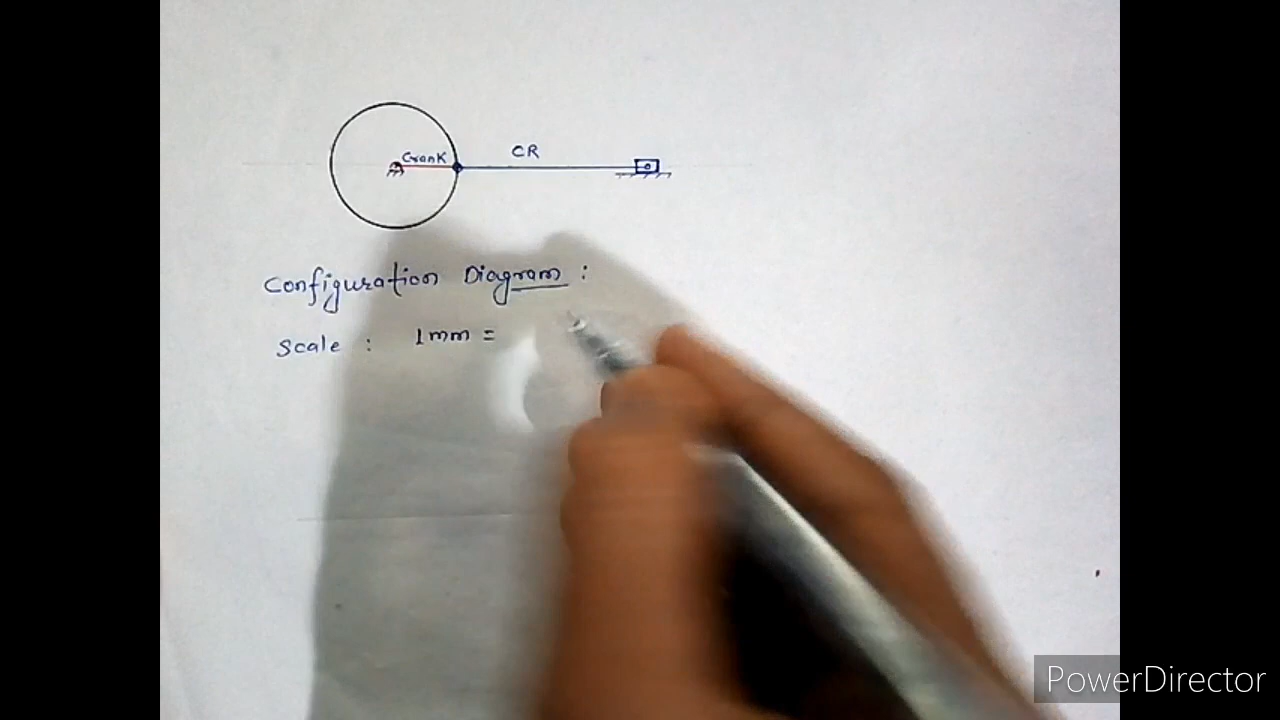 Crank
CR
Configuration Diagram :
Scale : 1mm =
PowerDirector